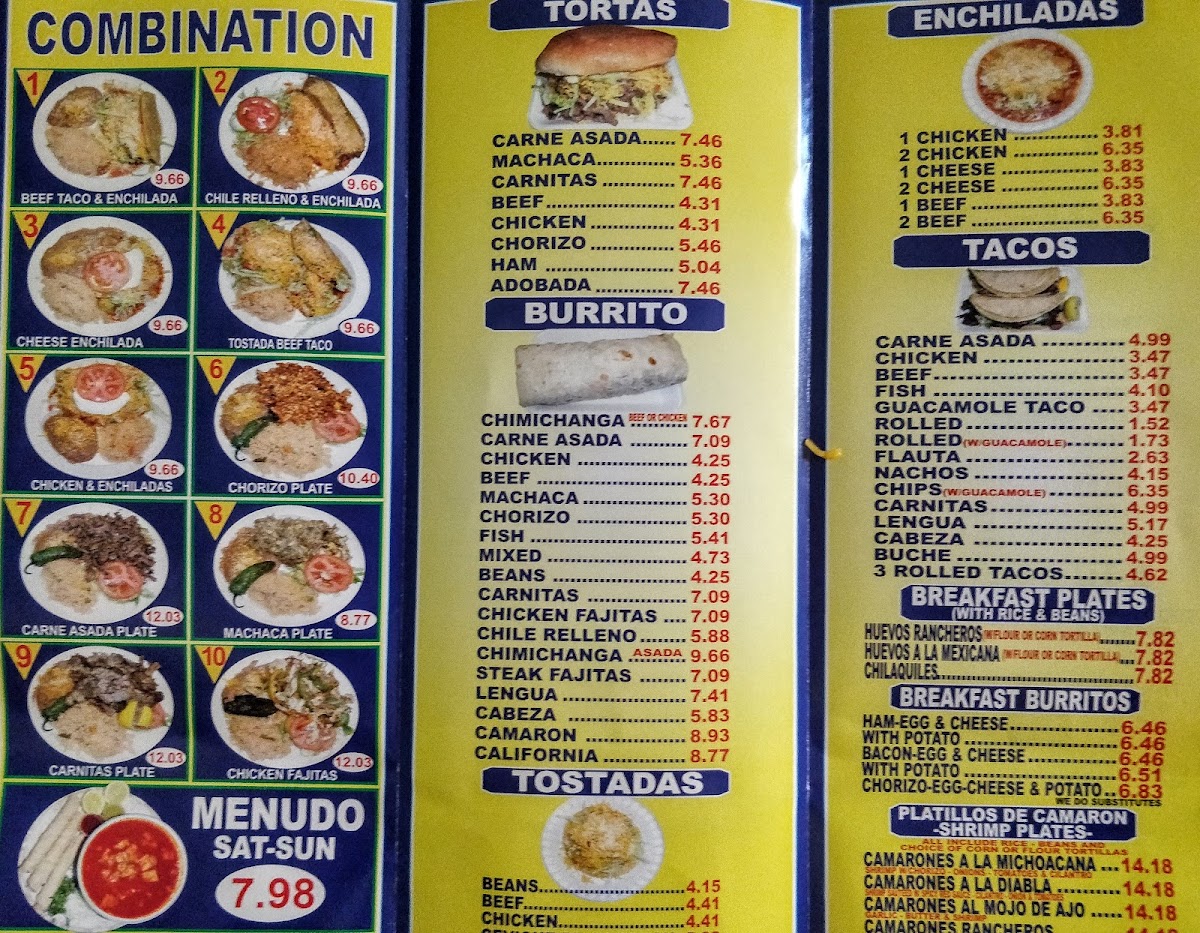 COMBINATION
1
9.66
BEEF TACO & ENCHILADA
2
9.66
CHILE RELLENO & ENCHILADA
3
9.66
CHEESE ENCHILADA
4
9.66
TOSTADA BEEF TACO
5
9.66
CHICKEN & ENCHILADAS
6
10.40
CHORIZO PLATE
7
12.03
CARNE ASADA PLATE
8
8.77
MACHACA PLATE
9
12.03
CARNITAS PLATE
10
12.03
CHICKEN FAJITAS
MENUDO
SAT-SUN
7.98
TORTAS
CARNE ASADA...... 7.46
MACHACA............. 5.36
CARNITAS ............ 7.46
BEEF..................... 4.31
CHICKEN .............. 4.31
CHORIZO .............. 5.46
HAM ..................... 5.04
ADOBADA ............ 7.46
BURRITO
CHIMICHANGA BEEF OR CHICKEN ........ 7.67
CARNE ASADA ......... 7.09
CHICKEN ................. 4.25
BEEF ........................ 4.25
MACHACA ................ 5.30
CHORIZO ................. 5.30
FISH ......................... 5.41
MIXED ...................... 4.73
BEANS ..................... 4.25
CARNITAS ............... 7.09
CHICKEN FAJITAS .... 7.09
CHILE RELLENO....... 5.88
CHIMICHANGA ASADA ........ 9.66
STEAK FAJITAS ....... 7.09
LENGUA .................. 7.41
CABEZA .................. 5.83
CAMARON ............... 8.93
CALIFORNIA ............ 8.77
TOSTADAS
BEANS..................... 4.15
BEEF....................... 4.41
CHICKEN................. 4.41
ENCHILADAS
1 CHICKEN .............. 3.81
2 CHICKEN .............. 6.35
1 CHEESE ................ 3.83
2 CHEESE ................ 6.35
1 BEEF ..................... 3.83
2 BEEF ..................... 6.35
TACOS
CARNE ASADA .......... 4.99
CHICKEN ................. 3.47
BEEF....................... 3.47
FISH ....................... 4.10
GUACAMOLE TACO .... 3.47
ROLLED .................. 1.52
ROLLED (W/GUACAMOLE)...... 1.73
FLAUTA ................... 2.63
NACHOS .................. 4.15
CHIPS (W/GUACAMOLE) ........ 6.35
CARNITAS................ 4.99
LENGUA .................. 5.17
CABEZA .................. 4.25
BUCHE .................... 4.99
3 ROLLED TACOS....... 4.62
BREAKFAST PLATES
(WITH RICE & BEANS)
HUEVOS RANCHEROS (W/FLOUR OR CORN TORTILLA)....... 7.82
HUEVOS A LA MEXICANA (W/FLOUR OR CORN TORTILLA)... 7.82
CHILAQUILES........................ 7.82
BREAKFAST BURRITOS
HAM-EGG & CHEESE.............. 6.46
WITH POTATO .................... 6.46
BACON-EGG & CHEESE .......... 6.46
WITH POTATO .................... 6.51
CHORIZO-EGG-CHEESE & POTATO.. 6.83
WE DO SUBSTITUTES
PLATILLOS DE CAMARON
-SHRIMP PLATES-
ALL INCLUDE RICE - BEANS AND
CHOICE OF CORN OR FLOUR TORTILLAS
CAMARONES A LA MICHOACANA ... 14.18
SHRIMP W/CHORIZO - ONIONS - TOMATOES & CILANTRO
CAMARONES A LA DIABLA .......... 14.18
CAMARONES AL MOJO DE AJO ...... 14.18
GARLIC - BUTTER & SHRIMP
CAMARONES RANCHEROS